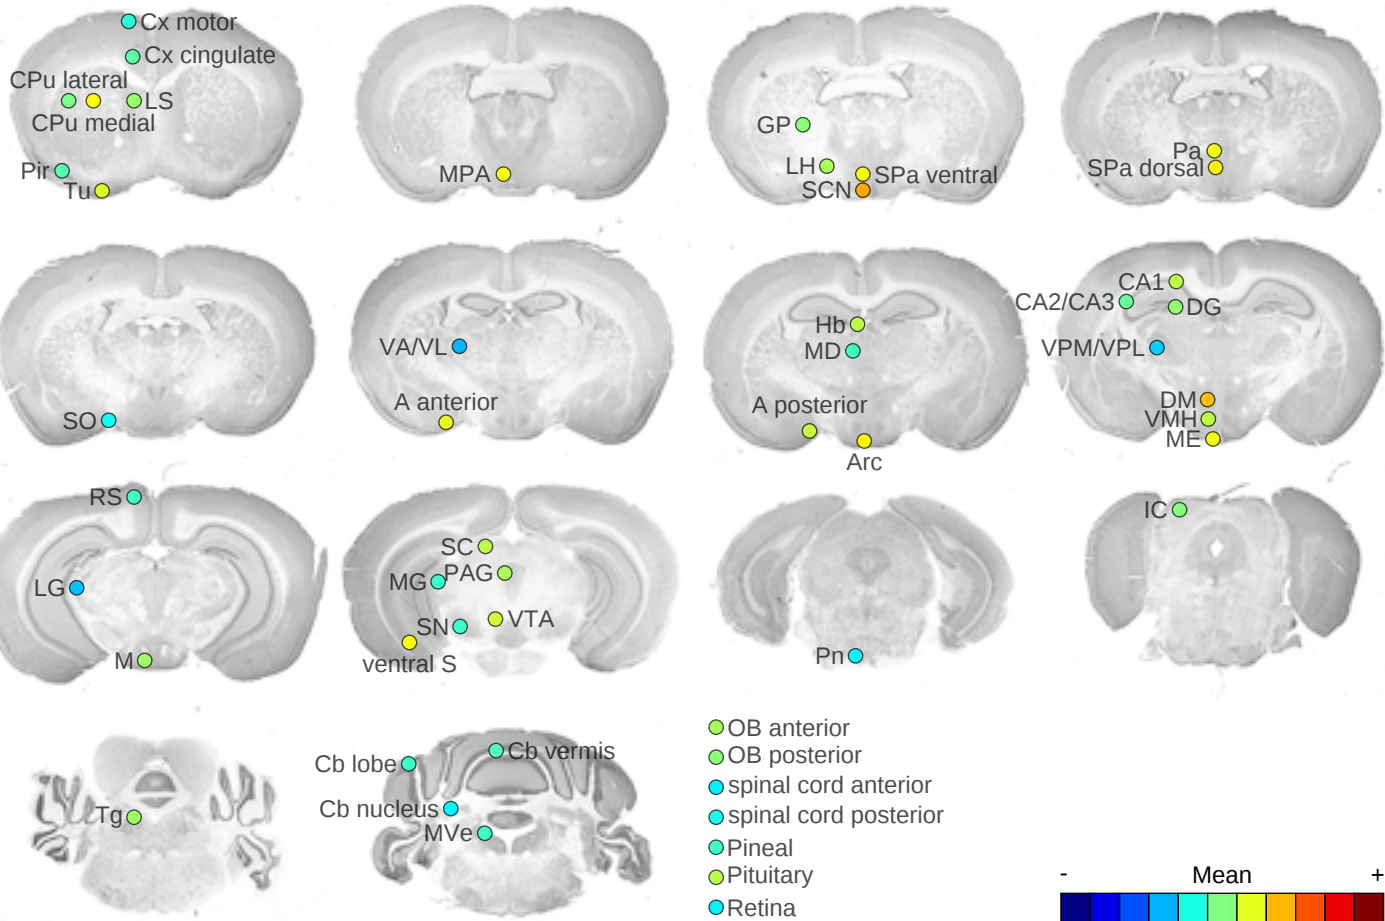 Cx motor
Cx cingulate
CPu lateral
LS
CPu medial
Pir
Tu
MPA
GP
LH
SPa ventral
SCN
Pa
SPa dorsal
SO
VA/VL
A anterior
Hb
MD
A posterior
Arc
CA1
CA2/CA3
DG
VPM/VPL
DM
VMH
ME
RS
LG
M
SC
MG
PAG
SN
VTA
ventral S
Pn
IC
Tg
Cb lobe
Cb vermis
Cb nucleus
MVe
OB anterior
OB posterior
spinal cord anterior
spinal cord posterior
Pineal
Pituitary
Retina
- Mean +